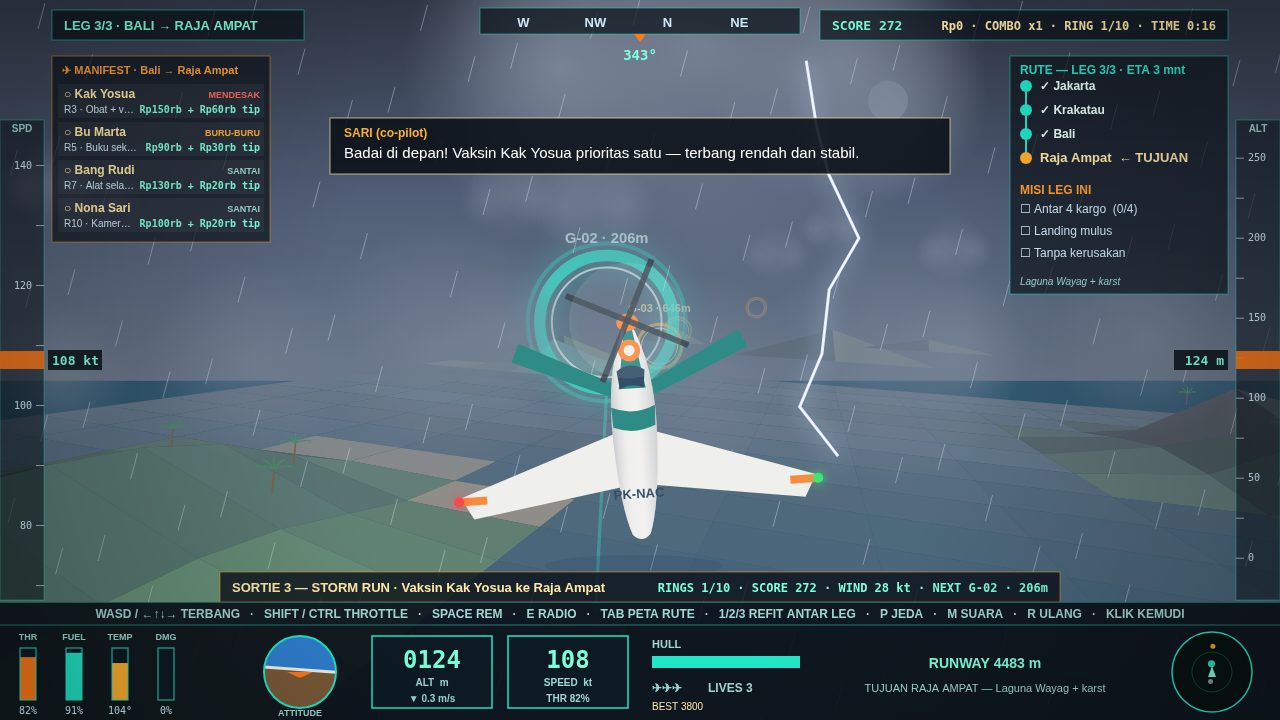 LEG 3/3 · BALI → RAJA AMPAT
W NW N NE
343°
SCORE 272 Rp0 · COMBO x1 · RING 1/10 · TIME 0:16
✈ MANIFEST · Bali → Raja Ampat
○ Kak Yosua MENDESAK
R3 · Obat + v… Rp150rb + Rp60rb tip
○ Bu Marta BURU-BURU
R5 · Buku sek… Rp90rb + Rp30rb tip
○ Bang Rudi SANTAI
R7 · Alat sela… Rp130rb + Rp20rb tip
○ Nona Sari SANTAI
R10 · Kamer… Rp100rb + Rp20rb tip
SARI (co-pilot)
Badai di depan! Vaksin Kak Yosua prioritas satu — terbang rendah dan stabil.
RUTE — LEG 3/3 · ETA 3 mnt
✓ Jakarta
✓ Krakatau
✓ Bali
Raja Ampat ← TUJUAN
MISI LEG INI
☐ Antar 4 kargo (0/4)
☐ Landing mulus
☐ Tanpa kerusakan
Laguna Wayag + karst
SPD
140
120
108 kt
100
80
ALT
250
200
150
124 m
100
50
0
G-02 · 206m
-03 · 646m
PK-NAC
SORTIE 3 — STORM RUN · Vaksin Kak Yosua ke Raja Ampat RINGS 1/10 · SCORE 272 · WIND 28 kt · NEXT G-02 · 206m
WASD / ←↑↓→ TERBANG · SHIFT / CTRL THROTTLE · SPACE REM · E RADIO · TAB PETA RUTE · 1/2/3 REFIT ANTAR LEG · P JEDA · M SUARA · R ULANG · KLIK KEMUDI
THR FUEL TEMP DMG
82% 91% 104° 0%
ATTITUDE
0124
ALT m
▼ 0.3 m/s
108
SPEED kt
THR 82%
HULL
✈✈✈ LIVES 3
BEST 3800
RUNWAY 4483 m
TUJUAN RAJA AMPAT — Laguna Wayag + karst